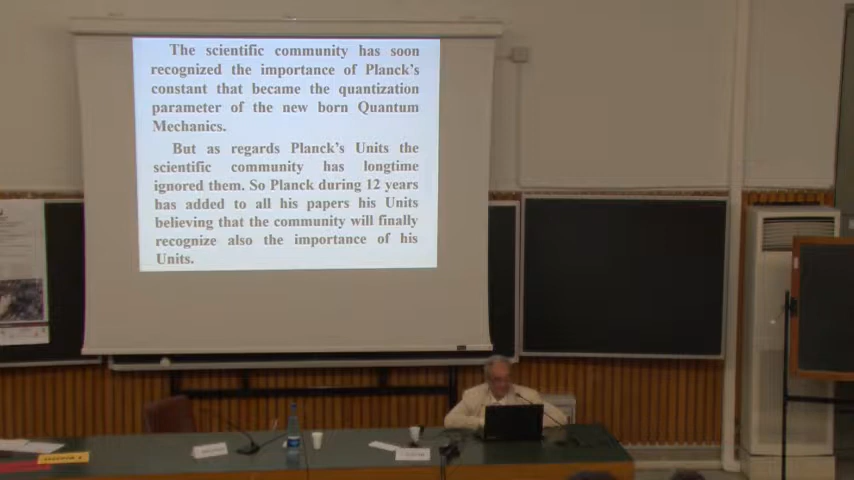 The scientific community has soon
recognized the importance of Planck's
constant that became the quantization
parameter of the new born Quantum
Mechanics.
But as regards Planck's Units the
scientific community has longtime
ignored them. So Planck during 12 years
has added to all his papers his Units
believing that the community will finally
recognize also the importance of his
Units.